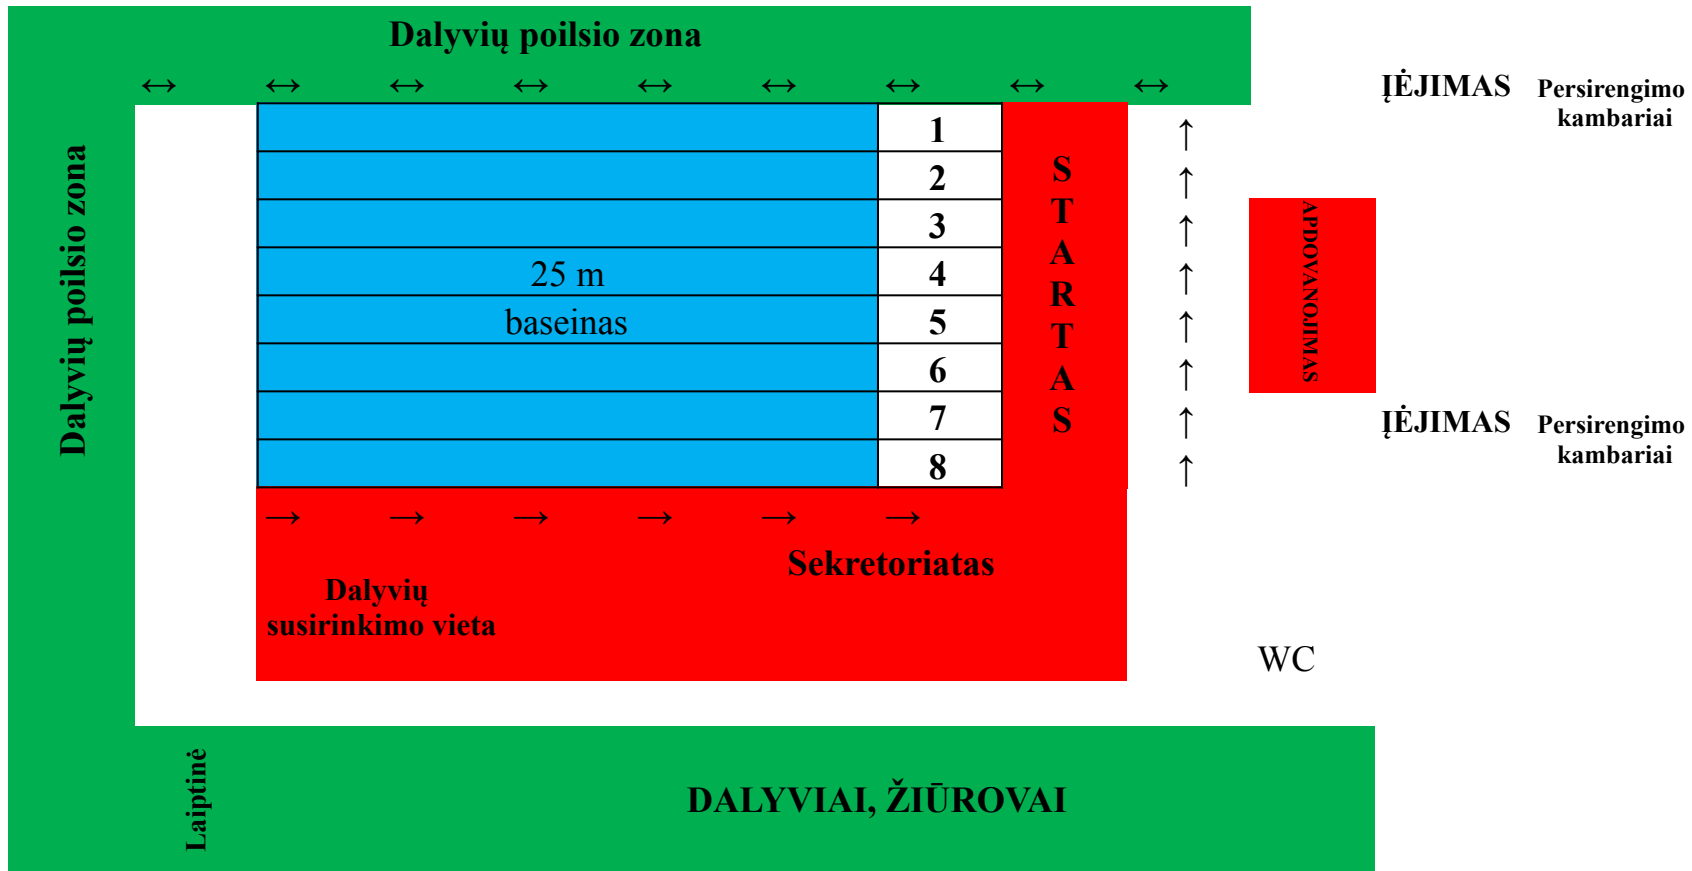 Dalyvių poilsio zona
↔ ↔ ↔ ↔ ↔ ↔ ↔ ↔ ↔
ĮĖJIMAS
Persirengimo
kambariai
Dalyvių poilsio zona
1
2
3
25 m
4
baseinas
5
6
7
8
STARTAS
↑
↑
↑
↑
↑
↑
↑
↑
APDOVANOJIMAS
ĮĖJIMAS
Persirengimo
kambariai
→ → → → → →
Sekretoriatas
Dalyvių
susirinkimo vieta
WC
Laiptinė
DALYVIAI, ŽIŪROVAI